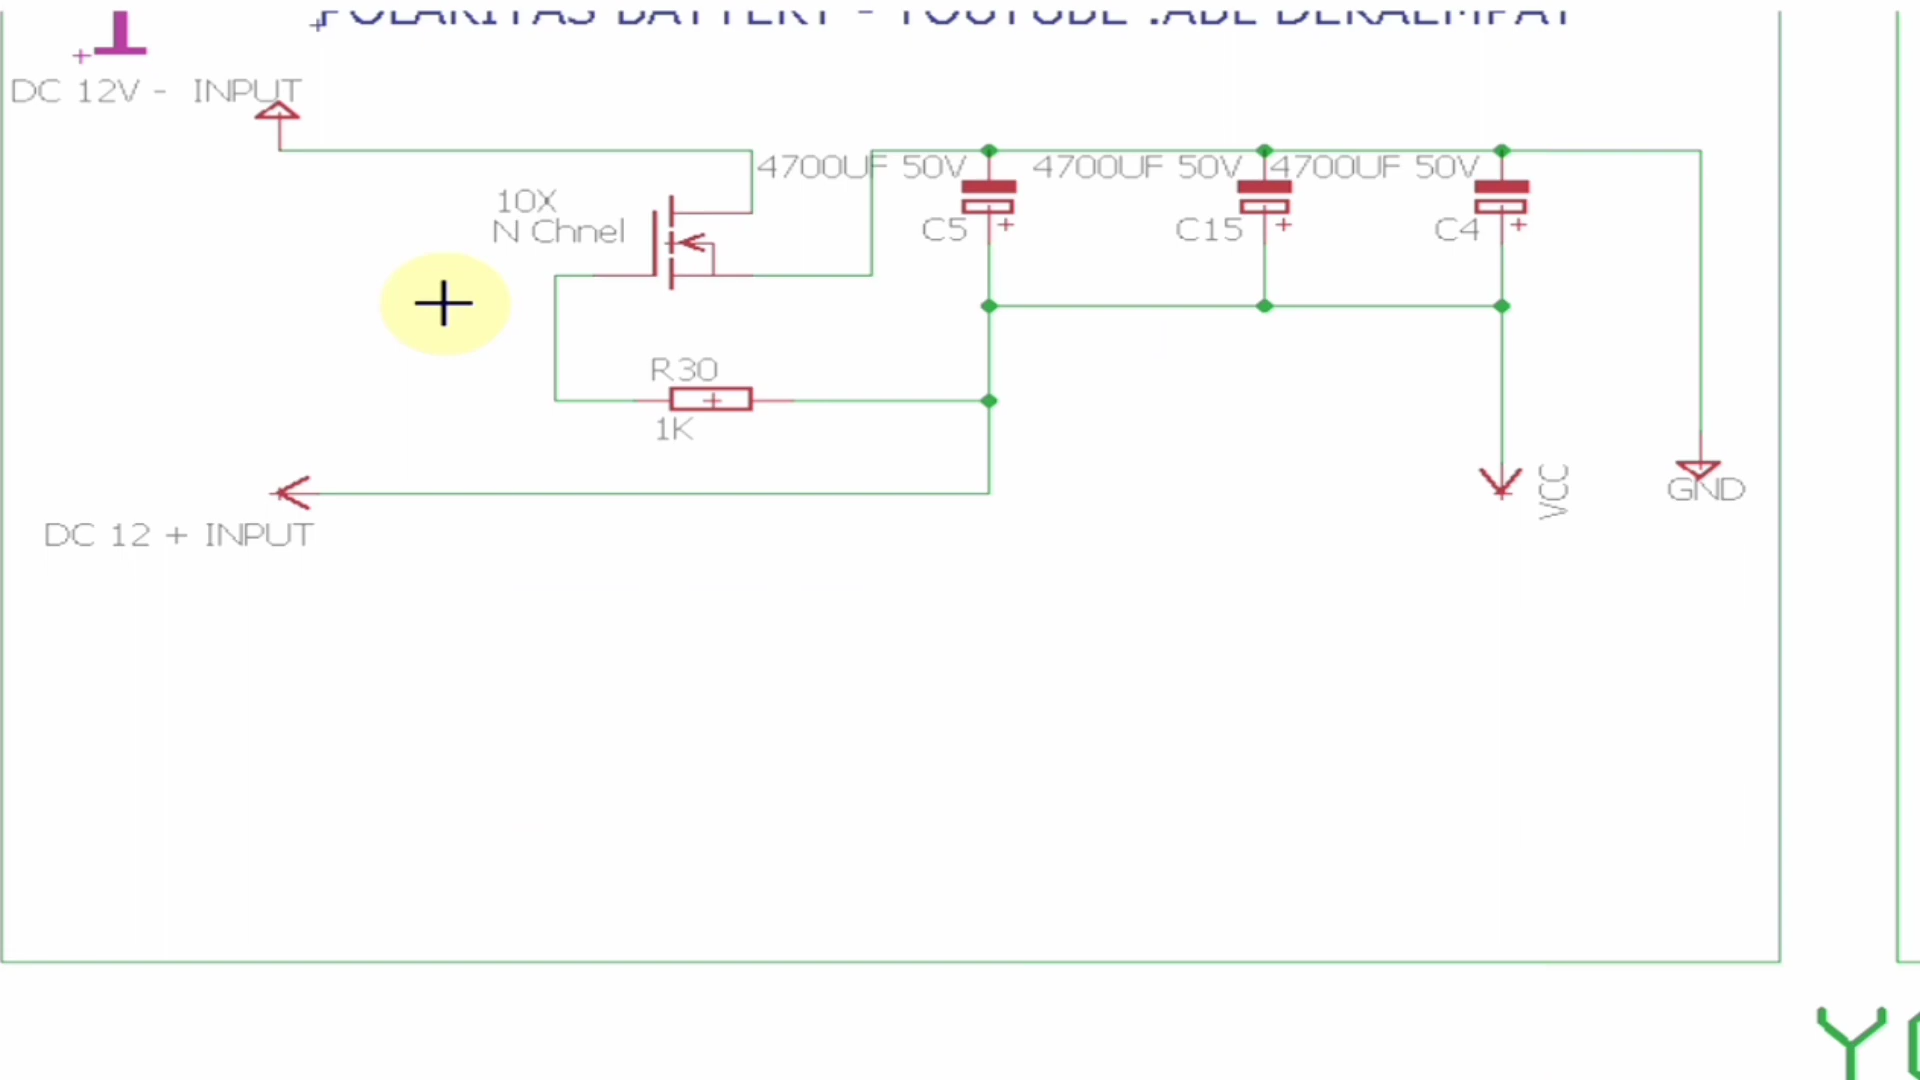 POLARITAS BATTERY - YOUTUBE .ADE DEKAEMPAT
DC 12V - INPUT
4700UF 50V
4700UF 50V
4700UF 50V
10X
N Chnel
C5
C15
C4
R30
1K
VCC
GND
DC 12 + INPUT